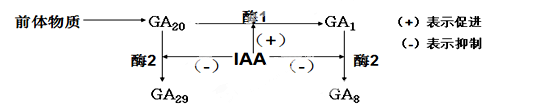 前体物质 GA20 酶1 GA1 （+）表示促进
（+） （-）表示抑制
酶2 （-） IAA （-） 酶2
GA29 GA8